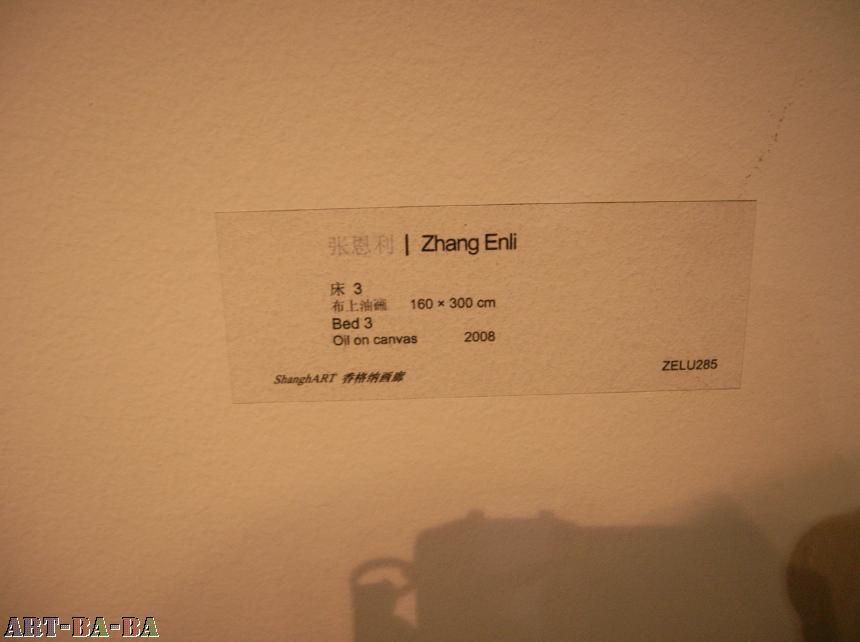 张恩利 | Zhang Enli
床 3
布上油画 160 × 300 cm
Bed 3
Oil on canvas 2008
ShanghART 香格纳画廊
ZELU285
ART-BA-BA